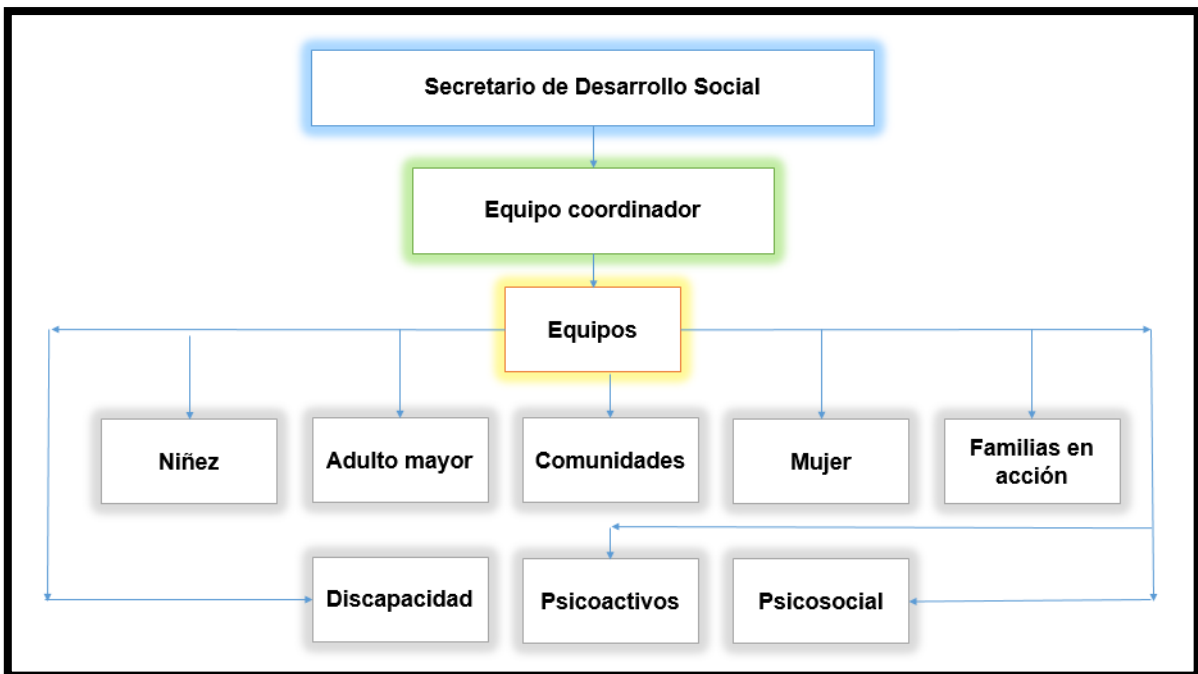 Secretario de Desarrollo Social
Equipo coordinador
Equipos
Niñez
Adulto mayor
Comunidades
Mujer
Familias en
acción
Discapacidad
Psicoactivos
Psicosocial